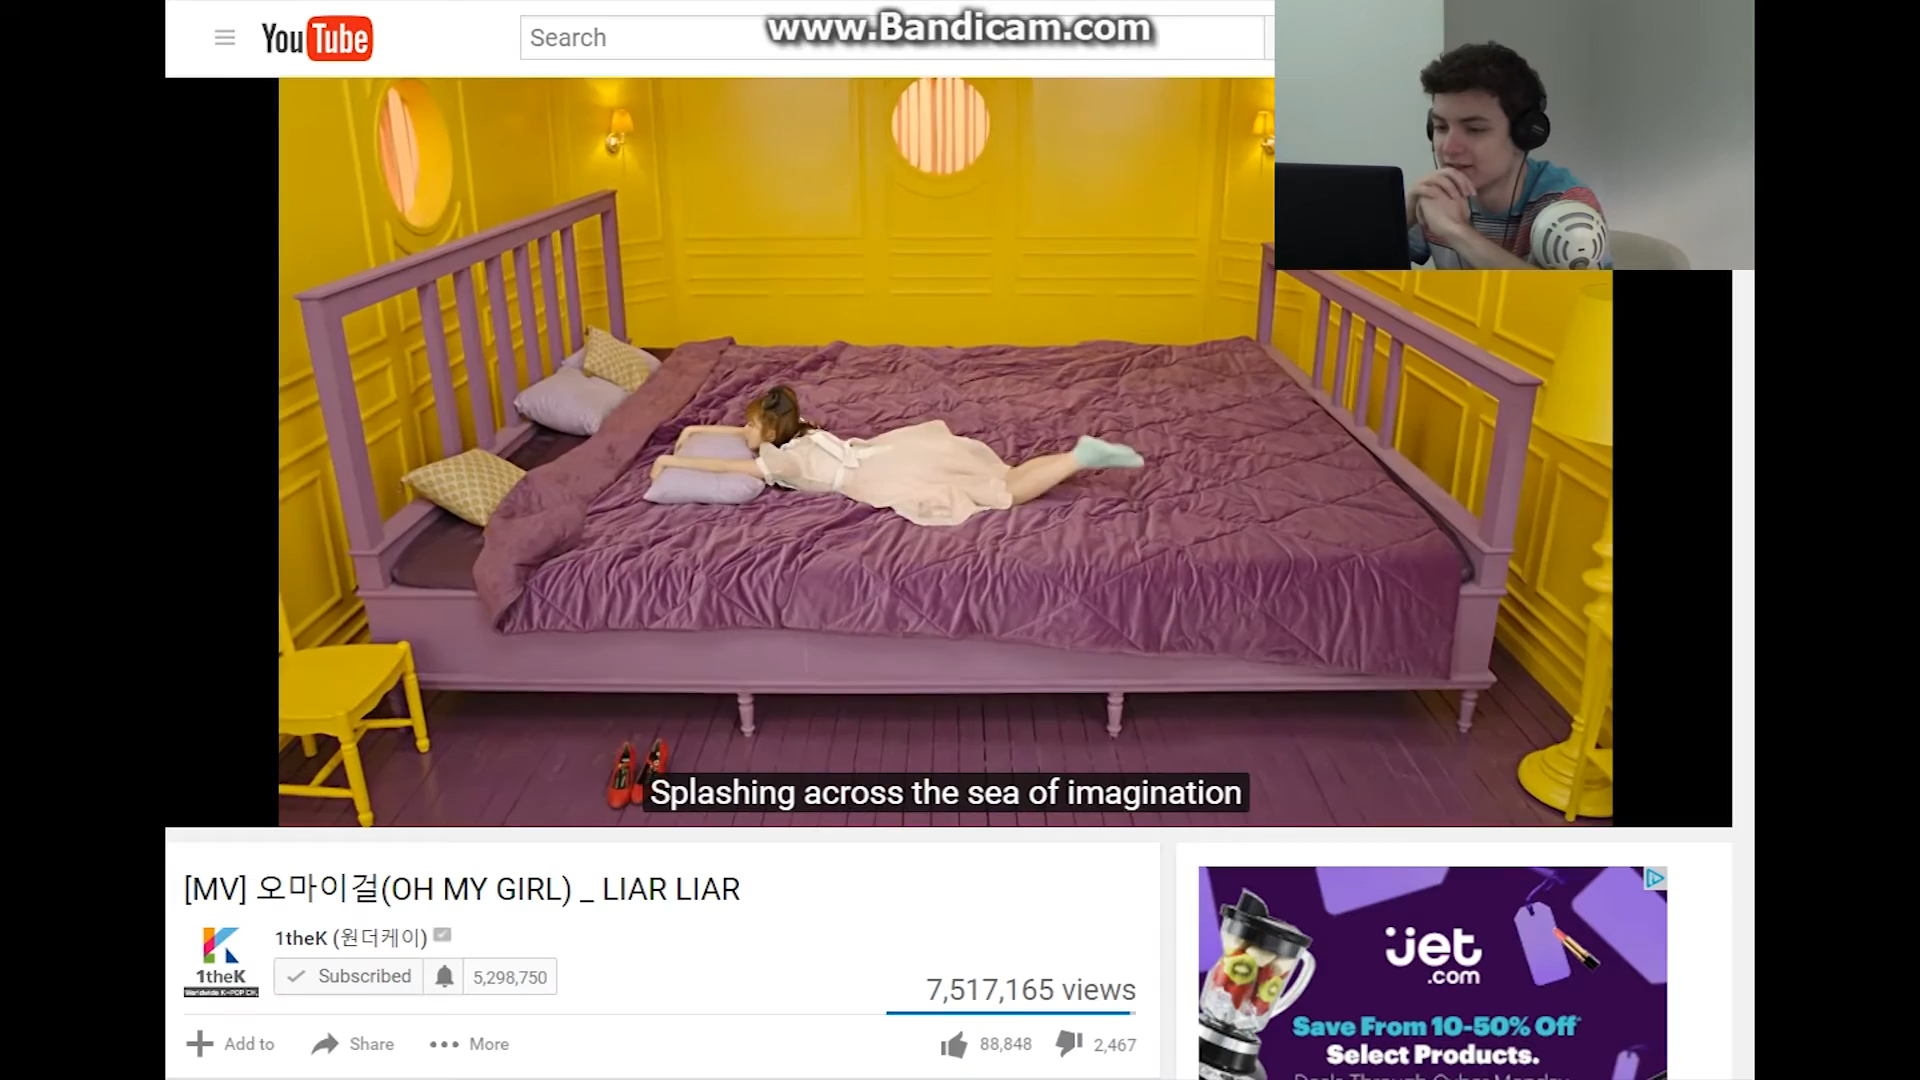 YouTube
Search
www.Bandicam.com
Splashing across the sea of imagination
[MV] 오마이걸(OH MY GIRL) _ LIAR LIAR
1theK (원더케이)
1theK
Subscribed
5,298,750
7,517,165 views
Add to
Share
More
88,848
2,467
jet
.com
Save From 10-50% Off*
Select Products.